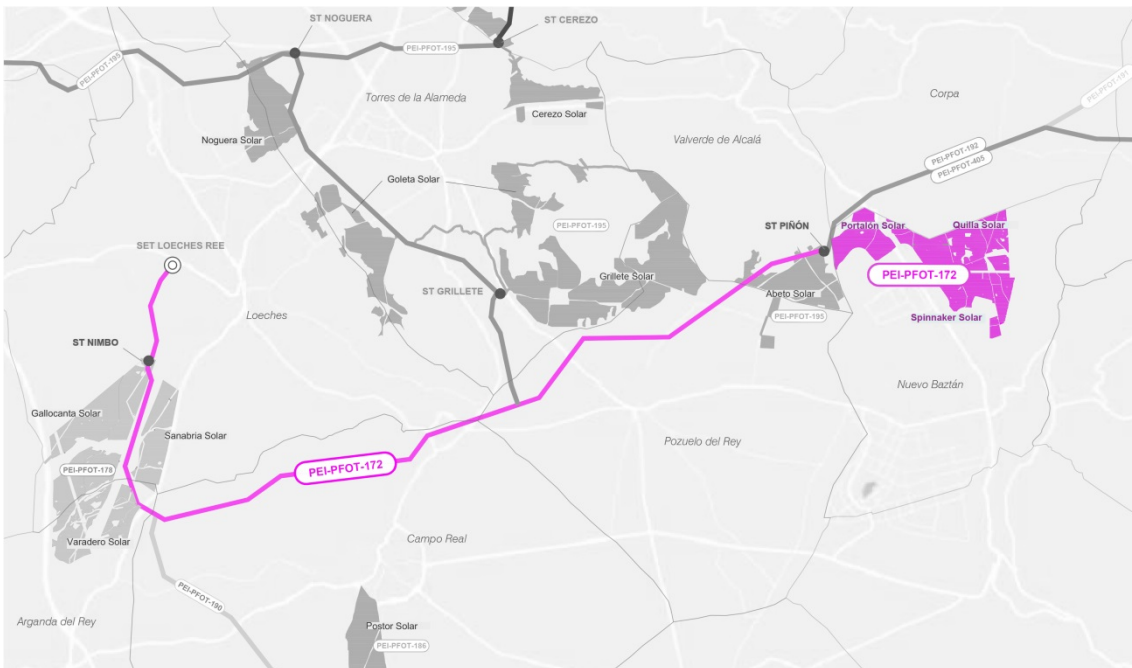 ST NOGUERA
ST CEREZO
PEI-PFOT-195
PEI-PFOT-195
PEI-PFOT-191
Corpa
Torres de la Alameda
Cerezo Solar
Noguera Solar
Valverde de Alcalá
PEI-PFOT-192
PEI-PFOT-405
Goleta Solar
PEI-PFOT-195
ST PIÑÓN
Portalón Solar
Quilla Solar
SET LOECHES REE
Grillete Solar
PEI-PFOT-172
ST GRILLETE
Abeto Solar
Loeches
PEI-PFOT-195
Spinnaker Solar
ST NIMBO
Nuevo Baztán
Gallocanta Solar
Sanabria Solar
Pozuelo del Rey
PEI-PFOT-178
PEI-PFOT-172
Varadero Solar
Campo Real
PEI-PFOT-190
Arganda del Rey
Postor Solar
PEI-PFOT-186